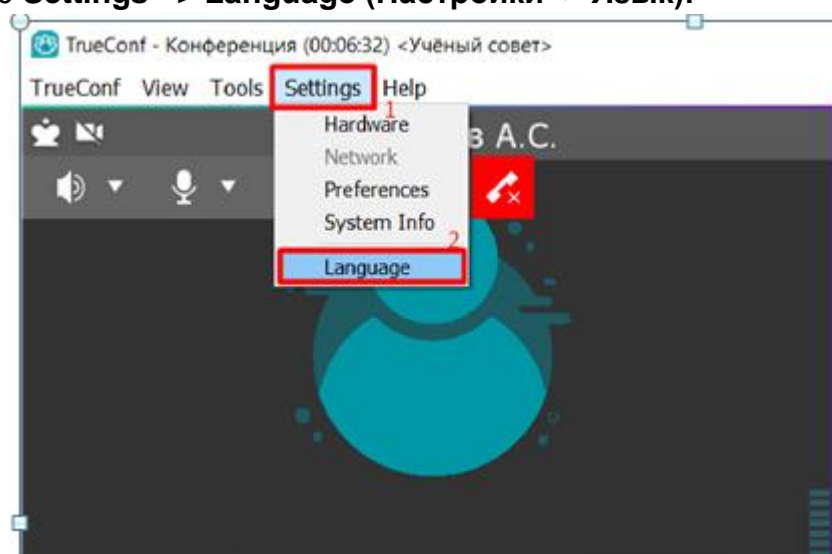 Settings -> Language (Настройки -> Язык).
TrueConf - Конференция (00:06:32) <Учёный совет>
TrueConf View Tools Settings Help
1
Hardware
в А.С.
Network
Preferences
System Info
2
Language